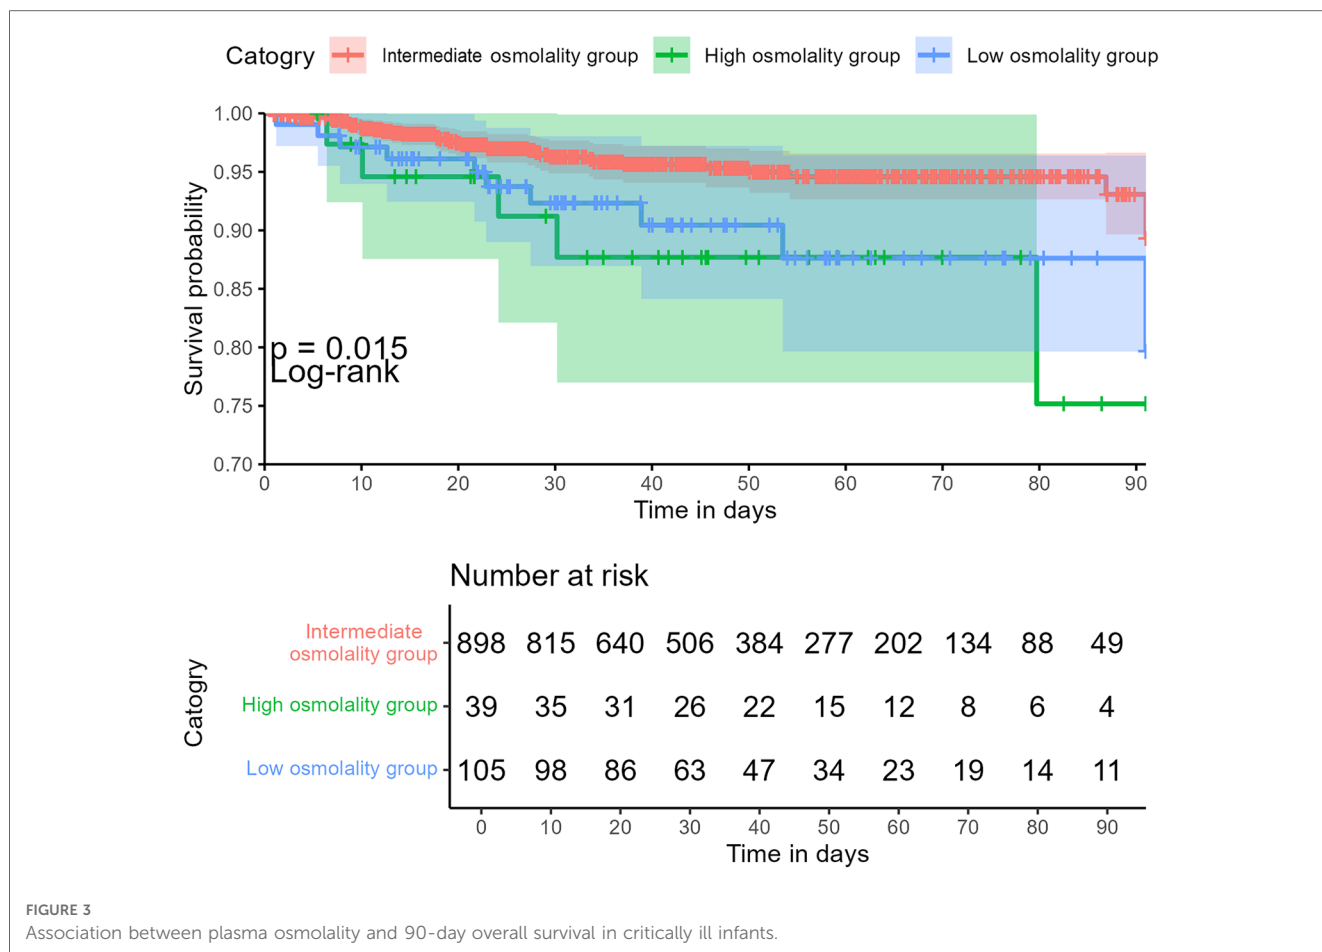 Catogry Intermediate osmolality group High osmolality group Low osmolality group
1.00
0.95
0.90
0.85
0.80
0.75
0.70
Survival probability
p = 0.015
Log-rank
0 10 20 30 40 50 60 70 80 90
Time in days
Number at risk
Catogry
Intermediate
osmolality group 898 815 640 506 384 277 202 134 88 49
High osmolality group 39 35 31 26 22 15 12 8 6 4
Low osmolality group 105 98 86 63 47 34 23 19 14 11
0 10 20 30 40 50 60 70 80 90
Time in days
FIGURE 3
Association between plasma osmolality and 90-day overall survival in critically ill infants.